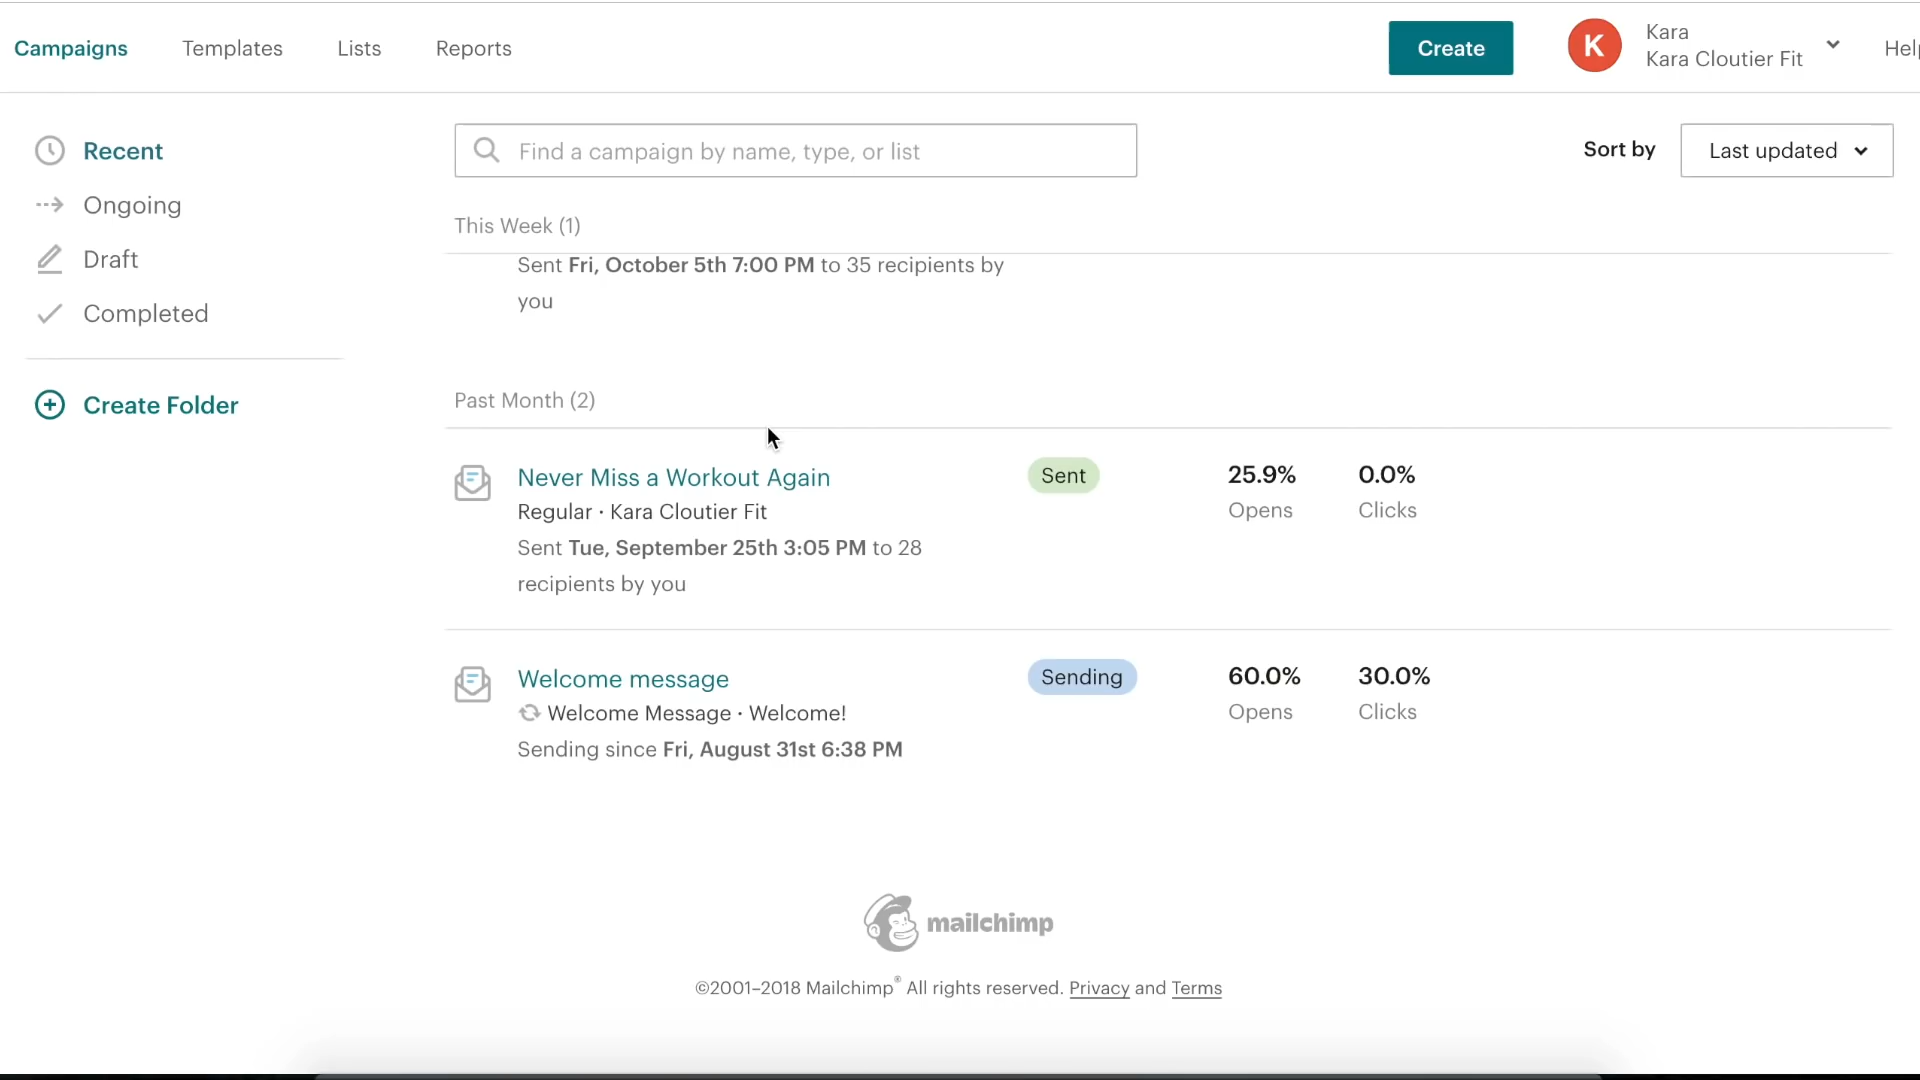 Campaigns Templates Lists Reports Create K Kara
Kara Cloutier Fit
Recent
Ongoing
Draft
Completed
Create Folder
Find a campaign by name, type, or list
Sort by Last updated
This Week (1)
Sent Fri, October 5th 7:00 PM to 35 recipients by
you
Past Month (2)
Never Miss a Workout Again Sent 25.9% 0.0%
Regular · Kara Cloutier Fit Opens Clicks
Sent Tue, September 25th 3:05 PM to 28
recipients by you
Welcome message Sending 60.0% 30.0%
Welcome Message · Welcome! Opens Clicks
Sending since Fri, August 31st 6:38 PM
mailchimp
©2001–2018 Mailchimp® All rights reserved. Privacy and Terms